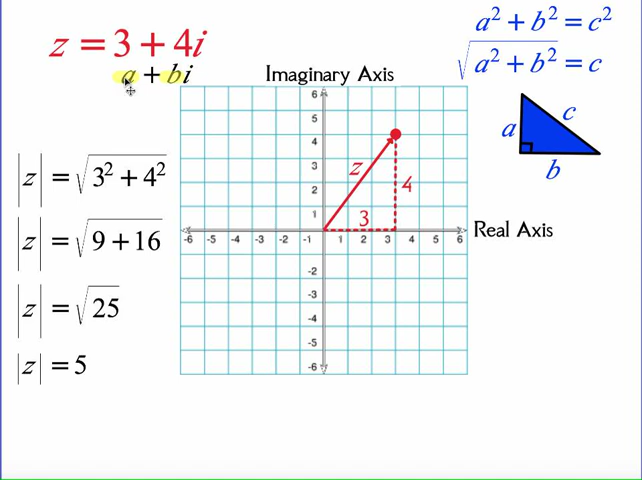 z = 3 + 4i
a + bi
a² + b² = c²
√(a² + b²) = c
a
c
b
Imaginary Axis
Real Axis
6
5
4
3
2
1
-6 -5 -4 -3 -2 -1 1 2 3 4 5 6
-2
-3
-4
-5
-6
z
4
3
|z| = √(3² + 4²)
|z| = √(9 + 16)
|z| = √25
|z| = 5